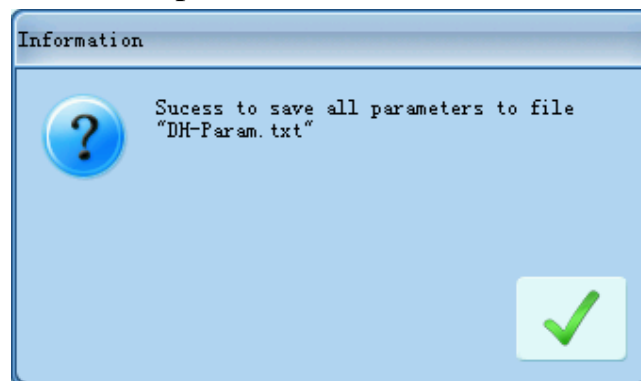 Information
Sucess to save all parameters to file
"DH-Param.txt"